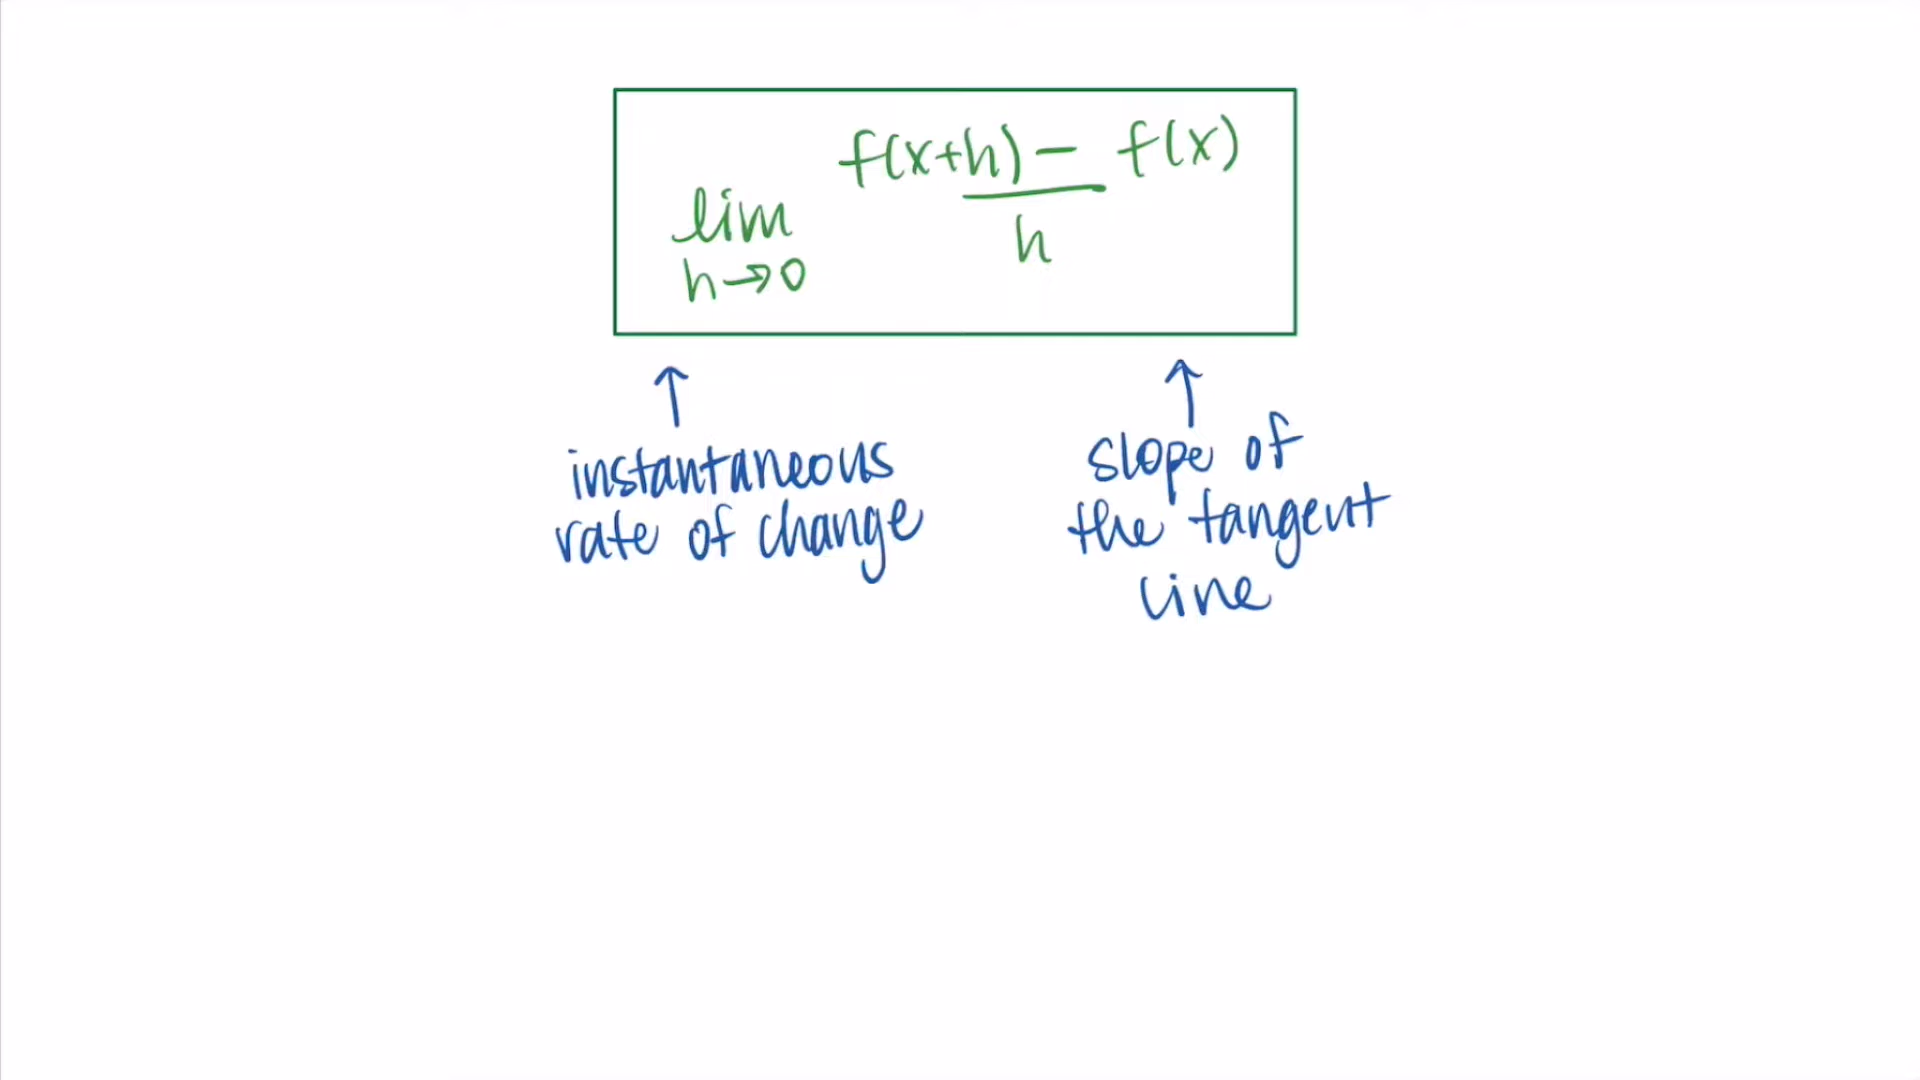 f(x+h) - f(x)
lim
h
h→0
↑ ↑
instantaneous
rate of change
slope of
the tangent
line